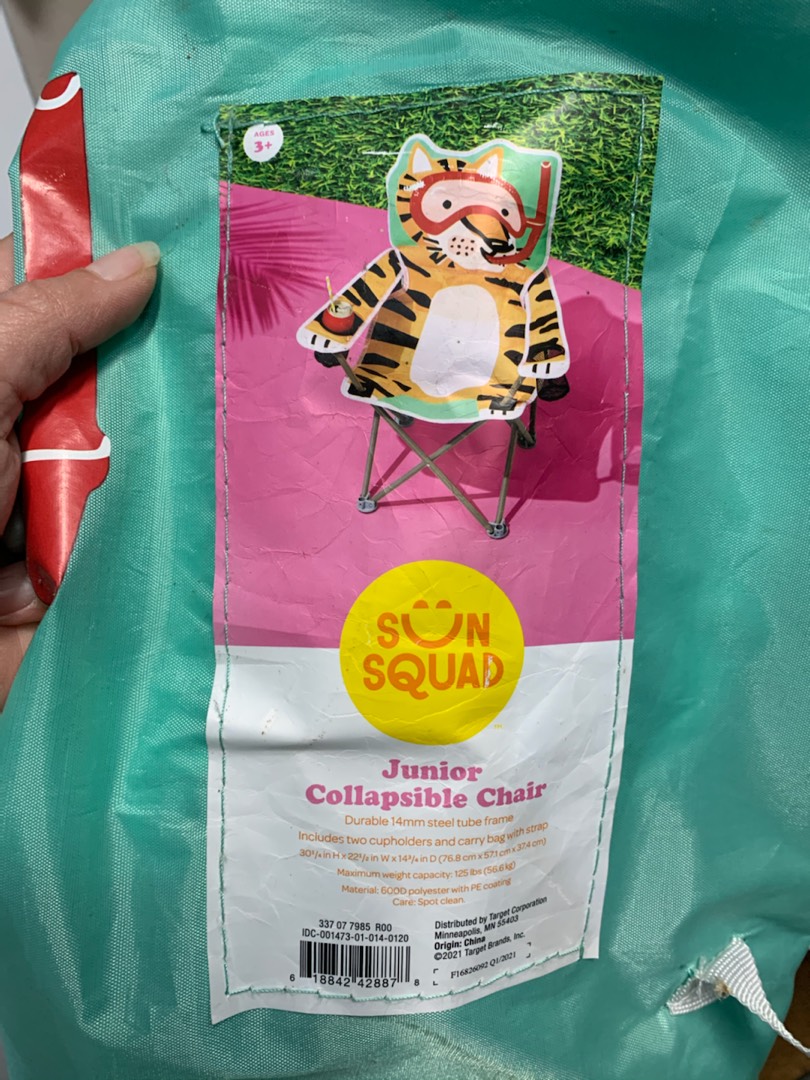 AGES
3+
SUN
SQUAD
Junior
Collapsible Chair
Durable 14mm steel tube frame
Includes two cupholders and carry bag with strap
30¹/₄ in H x 22¹/₂ in W x 14³/₄ in D (76.8 cm x 57.1 cm x 37.4 cm)
Maximum weight capacity: 125 lbs (56.6 kg)
Material: 600D polyester with PE coating
Care: Spot clean.
337 07 7985 R00
IDC-001473-01-014-0120
6 18842 42887 8
Distributed by Target Corporation
Minneapolis, MN 55403
Origin: China
©2021 Target Brands, Inc.
F16826092 Q1/2021